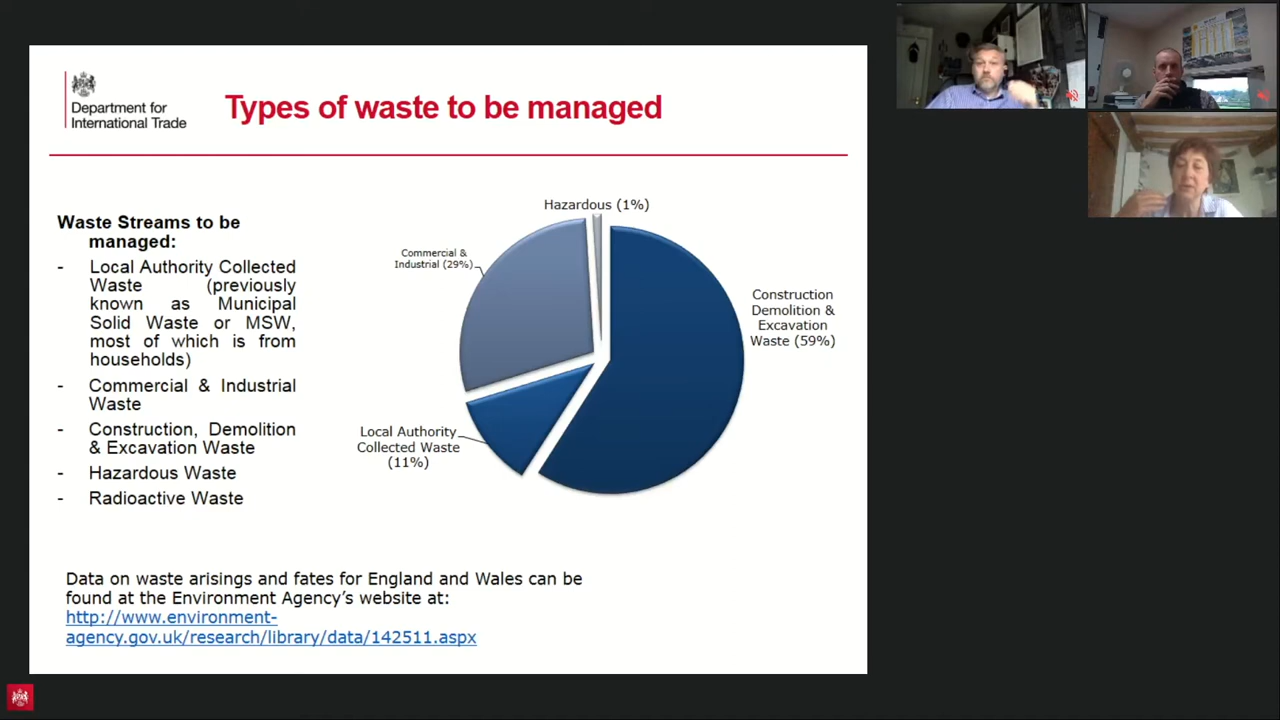 Department for
International Trade
Types of waste to be managed
Waste Streams to be
managed:
- Local Authority Collected
Waste (previously
known as Municipal
Solid Waste or MSW,
most of which is from
households)
- Commercial & Industrial
Waste
- Construction, Demolition
& Excavation Waste
- Hazardous Waste
- Radioactive Waste
Hazardous (1%)
Commercial &
Industrial (29%)
Construction
Demolition &
Excavation
Waste (59%)
Local Authority
Collected Waste
(11%)
Data on waste arisings and fates for England and Wales can be
found at the Environment Agency's website at:
http://www.environment-
agency.gov.uk/research/library/data/142511.aspx